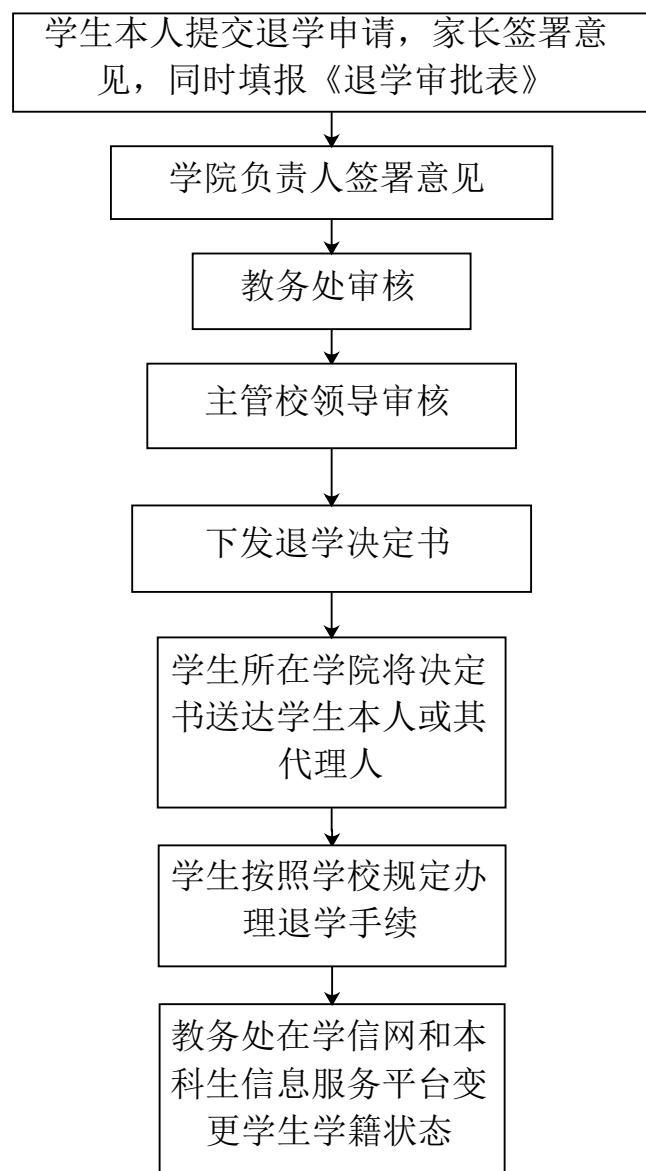 学生本人提交退学申请，家长签署意
见，同时填报《退学审批表》
学院负责人签署意见
教务处审核
主管校领导审核
下发退学决定书
学生所在学院将决定
书送达学生本人或其
代理人
学生按照学校规定办
理退学手续
教务处在学信网和本
科生信息服务平台变
更学生学籍状态